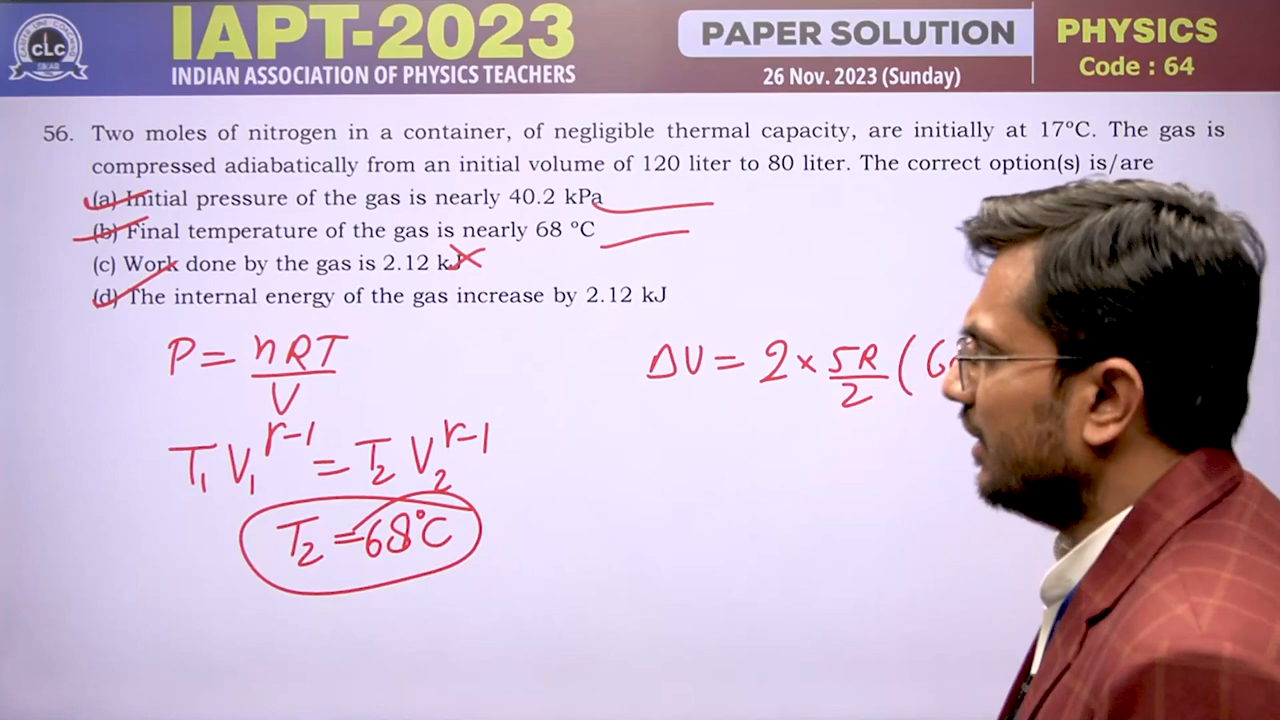 CLC
SIKAR
IAPT-2023
INDIAN ASSOCIATION OF PHYSICS TEACHERS
PAPER SOLUTION
26 Nov. 2023 (Sunday)
PHYSICS
Code : 64
56. Two moles of nitrogen in a container, of negligible thermal capacity, are initially at 17°C. The gas is
compressed adiabatically from an initial volume of 120 liter to 80 liter. The correct option(s) is/are
(a) Initial pressure of the gas is nearly 40.2 kPa
(b) Final temperature of the gas is nearly 68 °C
(c) Work done by the gas is 2.12 kJ
(d) The internal energy of the gas increase by 2.12 kJ
P = nRT/V
T₁V₁^r-1 = T₂V₂^r-1
T₂ = 68°C
ΔU = 2 × 5R/2 (6